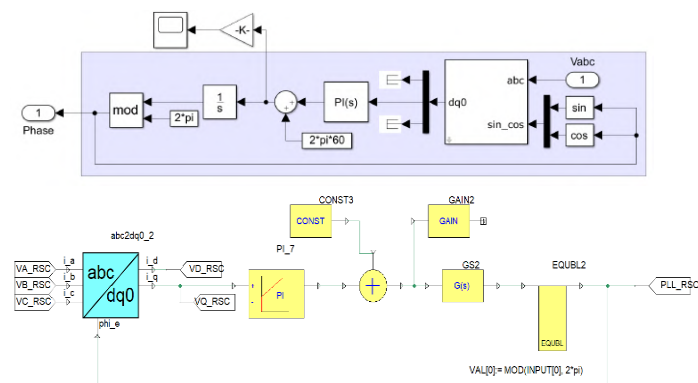 -K-
Vabc
abc
1
sin
cos
sin_cos
dq0
PI(s)
2*pi*60
1
s
mod
2*pi
1
Phase
CONST3
GAIN2
CONST
GAIN
abc2dq0_2
PI_7
GS2
EQUBL2
VA_RSC
VB_RSC
VC_RSC
i_a
i_b
i_c
abc
dq0
phi_e
i_d
i_q
VD_RSC
VQ_RSC
PI
G(s)
EQUBL
PLL_RSC
VAL[0]:= MOD(INPUT[0], 2*pi)